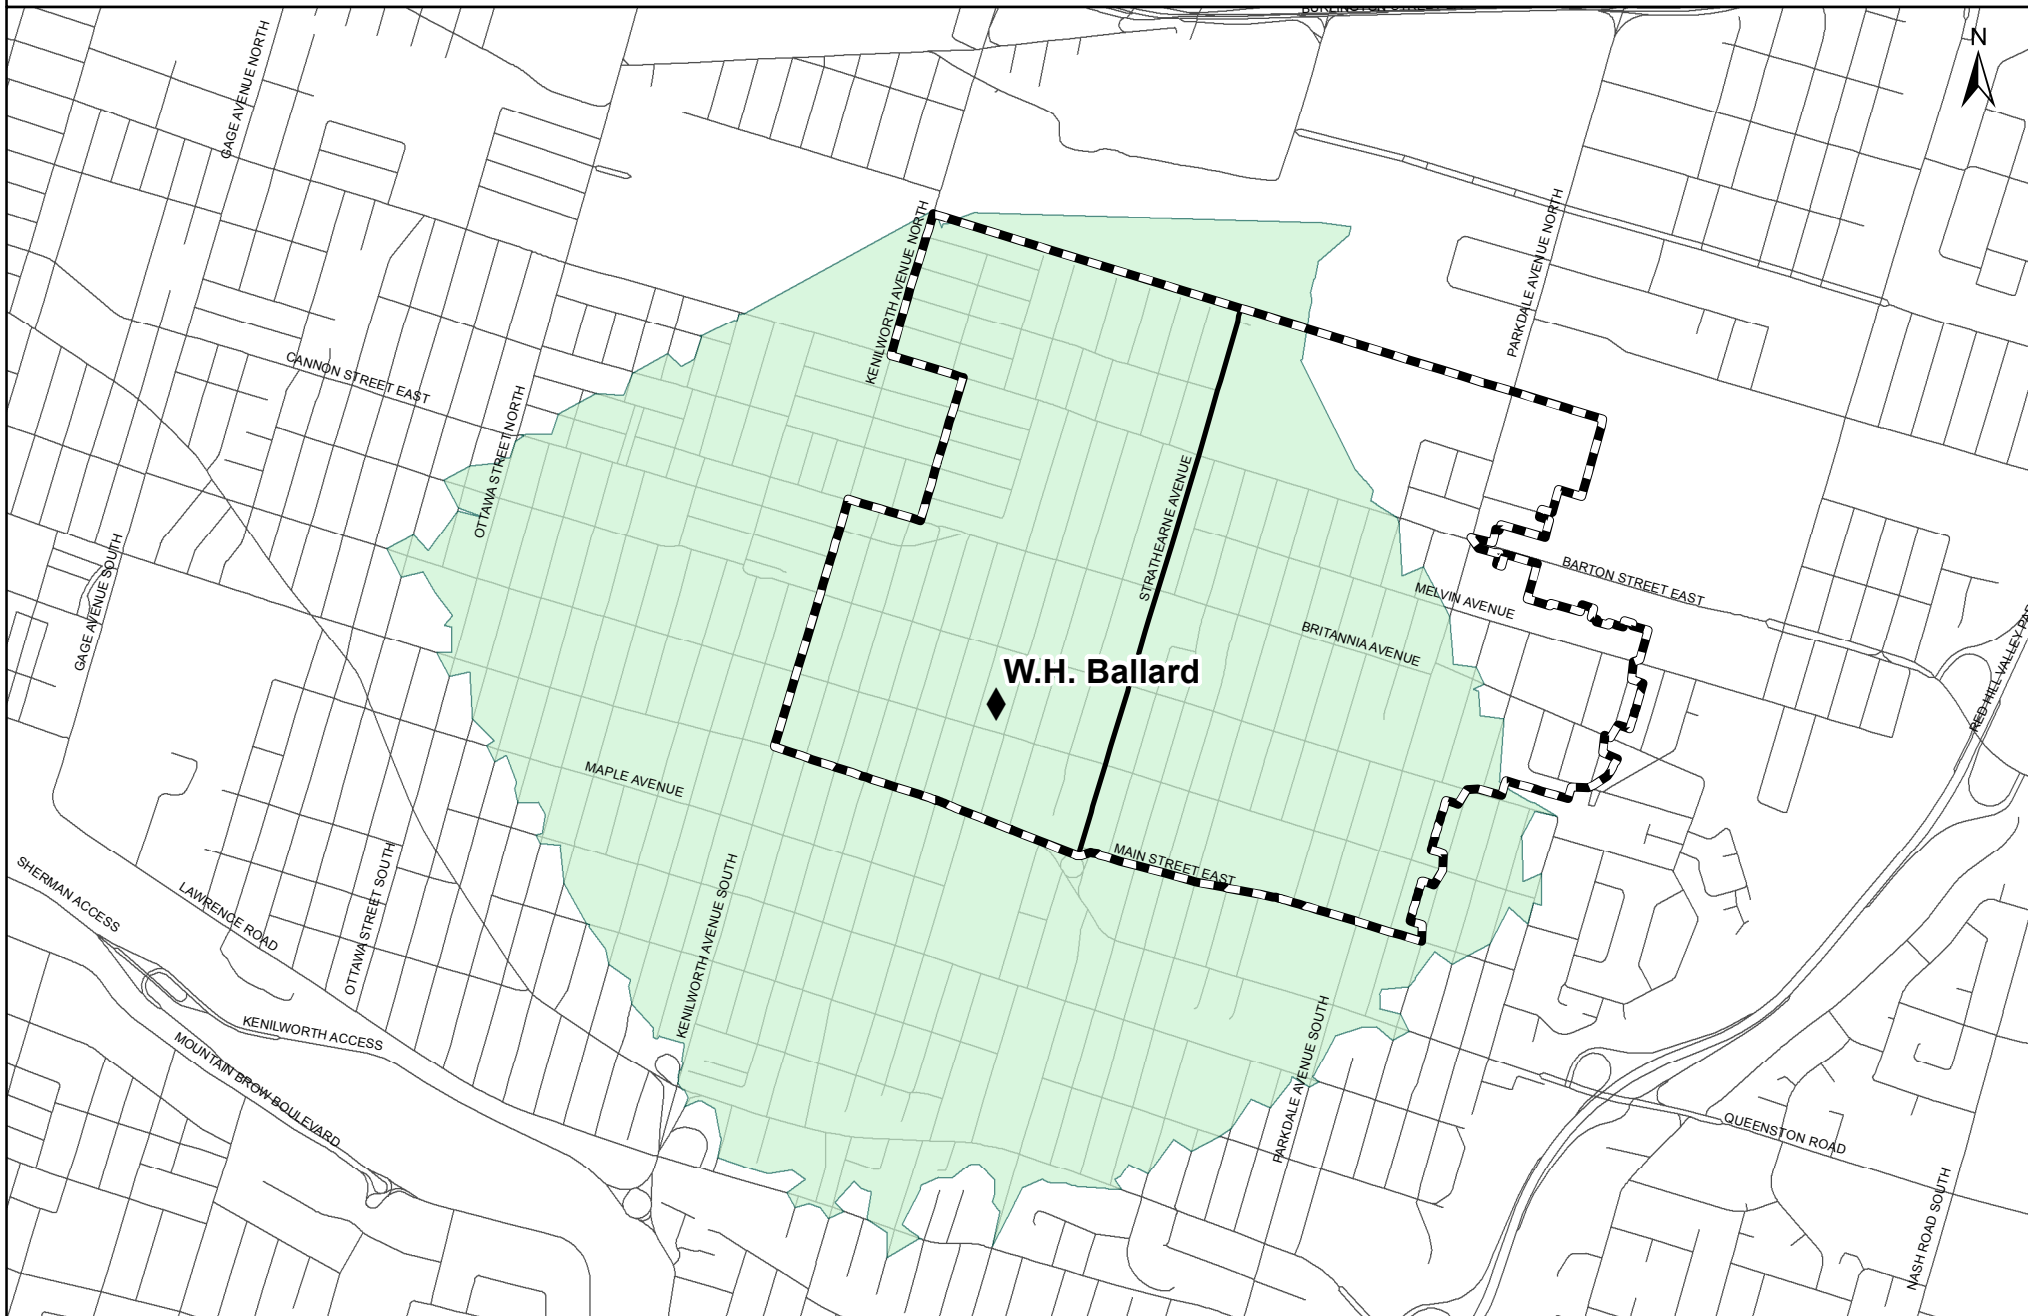 N
GAGE AVENUE NORTH
KENILWORTH AVENUE NORTH
PARKDALE AVENUE NORTH
CANNON STREET EAST
OTTAWA STREET NORTH
STRATHEARNE AVENUE
GAGE AVENUE SOUTH
BARTON STREET EAST
MELVIN AVENUE
BRITANNIA AVENUE
W.H. Ballard
RED HILL VALLEY
MAPLE AVENUE
MAIN STREET EAST
SHERMAN ACCESS
LAWRENCE ROAD
OTTAWA STREET SOUTH
KENILWORTH AVENUE SOUTH
KENILWORTH ACCESS
PARKDALE AVENUE SOUTH
MOUNTAIN BROW BOULEVARD
QUEENSTON ROAD
NASH ROAD SOUTH